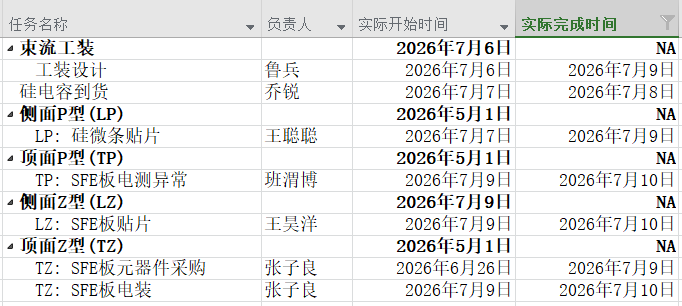 任务名称 负责人 实际开始时间 实际完成时间
束流工装 2026年7月6日 NA
工装设计 鲁兵 2026年7月6日 2026年7月9日
硅电容到货 乔锐 2026年7月7日 2026年7月8日
侧面P型(LP) 2026年5月1日 NA
LP: 硅微条贴片 王聪聪 2026年7月7日 2026年7月9日
顶面P型(TP) 2026年5月1日 NA
TP: SFE板电测异常 班渭博 2026年7月9日 2026年7月10日
侧面Z型(LZ) 2026年7月9日 NA
LZ: SFE板贴片 王昊洋 2026年7月9日 2026年7月10日
顶面Z型(TZ) 2026年5月1日 NA
TZ: SFE板元器件采购 张子良 2026年6月26日 2026年7月9日
TZ: SFE板电装 张子良 2026年7月9日 2026年7月10日